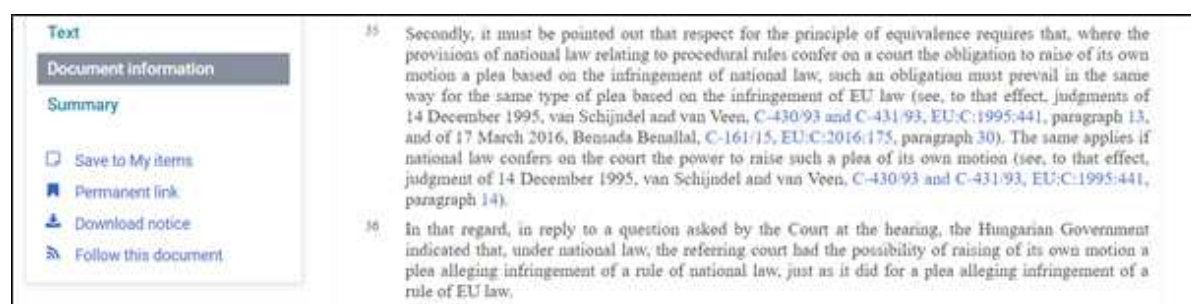 Text
Document information
Summary
Save to My items
Permanent link
Download notice
Follow this document
35 Secondly, it must be pointed out that respect for the principle of equivalence requires that, where the
provisions of national law relating to procedural rules confer on a court the obligation to raise of its own
motion a plea based on the infringement of national law, such an obligation must prevail in the same
way for the same type of plea based on the infringement of EU law (see, to that effect, judgments of
14 December 1995, van Schijndel and van Veen, C-430/93 and C-431/93, EU:C:1995:441, paragraph 13,
and of 17 March 2016, Bensada Benallal, C-161/15, EU:C:2016:175, paragraph 30). The same applies if
national law confers on the court the power to raise such a plea of its own motion (see, to that effect,
judgment of 14 December 1995, van Schijndel and van Veen, C-430/93 and C-431/93, EU:C:1995:441,
paragraph 14).
36 In that regard, in reply to a question asked by the Court at the hearing, the Hungarian Government
indicated that, under national law, the referring court had the possibility of raising of its own motion a
plea alleging infringement of a rule of national law, just as it did for a plea alleging infringement of a
rule of EU law.